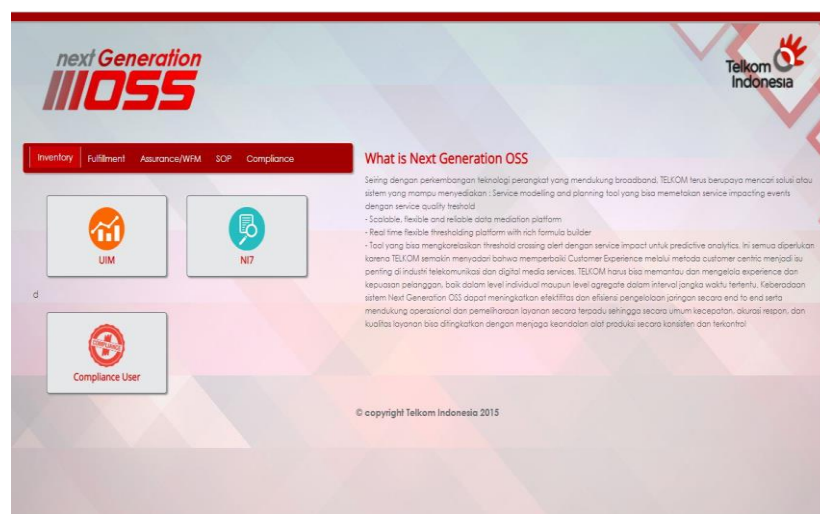 next Generation
OSS
Telkom
Indonesia
Inventory Fulfillment Assurance/WFM SOP Compliance
UIM
NI7
d
COMPLIANCE
Compliance User
What is Next Generation OSS
Seiring dengan perkembangan teknologi perangkat yang mendukung broadband, TELKOM terus berupaya mencari solusi atau
sistem yang mampu menyediakan : Service modelling and planning tool yang bisa memetakan service impacting events
dengan service quality treshold
- Scalable, flexible and reliable data mediation platform
- Real time flexible thresholding platform with rich formula builder
- Tool yang bisa mengkorelasikan threshold crossing alert dengan service impact untuk predictive analytics. Ini semua diperlukan
karena TELKOM semakin menyadari bahwa memperbaiki Customer Experience melalui metoda customer centric menjadi isu
penting di industri telekomunikasi dan digital media services. TELKOM harus bisa memantau dan mengelola experience dan
kepuasan pelanggan, baik dalam level individual maupun level agregate dalam interval jangka waktu tertentu. Keberadaan
sistem Next Generation OSS dapat meningkatkan efektifitas dan efisiensi pengelolaan jaringan secara end to end serta
mendukung operasional dan pemeliharaan layanan secara terpadu sehingga secara umum kecepatan, akurasi respon, dan
kualitas layanan bisa ditingkatkan dengan menjaga keandalan alat produksi secara konsisten dan terkontrol
© copyright Telkom Indonesia 2015